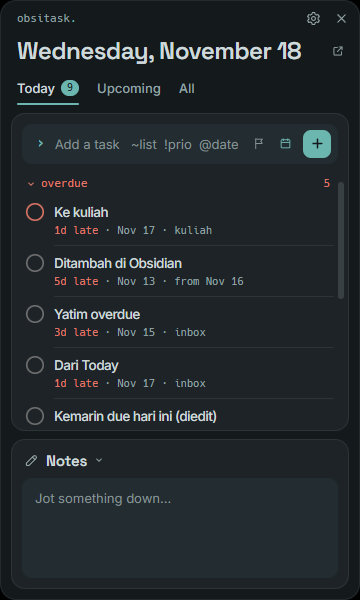 obsitask.
Wednesday, November 18
Today 9 Upcoming All
Add a task ~list !prio @date
overdue 5
Ke kuliah
1d late · Nov 17 · kuliah
Ditambah di Obsidian
5d late · Nov 13 · from Nov 16
Yatim overdue
3d late · Nov 15 · inbox
Dari Today
1d late · Nov 17 · inbox
Kemarin due hari ini (diedit)
Notes
Jot something down...